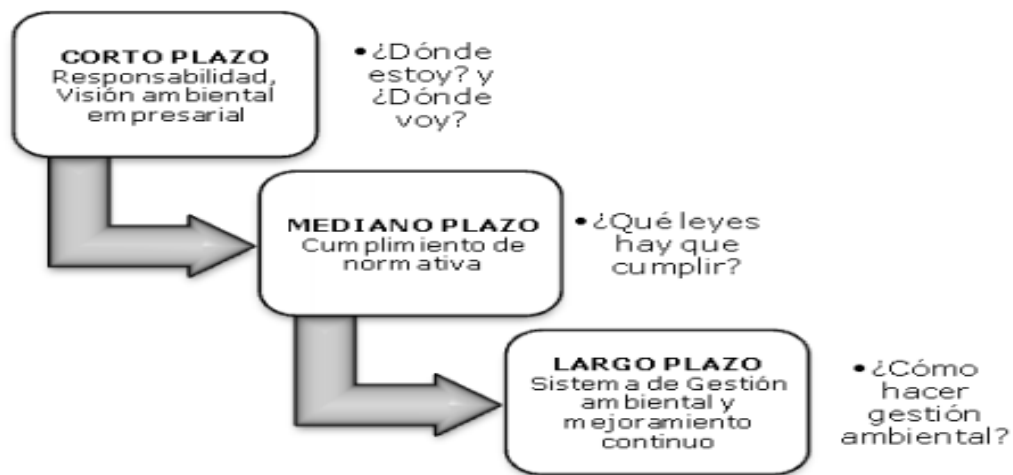 CORTO PLAZO
Responsabilidad,
Visión ambiental
empresarial
•¿Dónde
estoy? y
¿Dónde
voy?
MEDIANO PLAZO
Cumplimiento de
normativa
•¿Qué leyes
hay que
cumplir?
LARGO PLAZO
Sistema de Gestión
ambiental y
mejoramiento
continuo
•¿Cómo
hacer
gestión
ambiental?